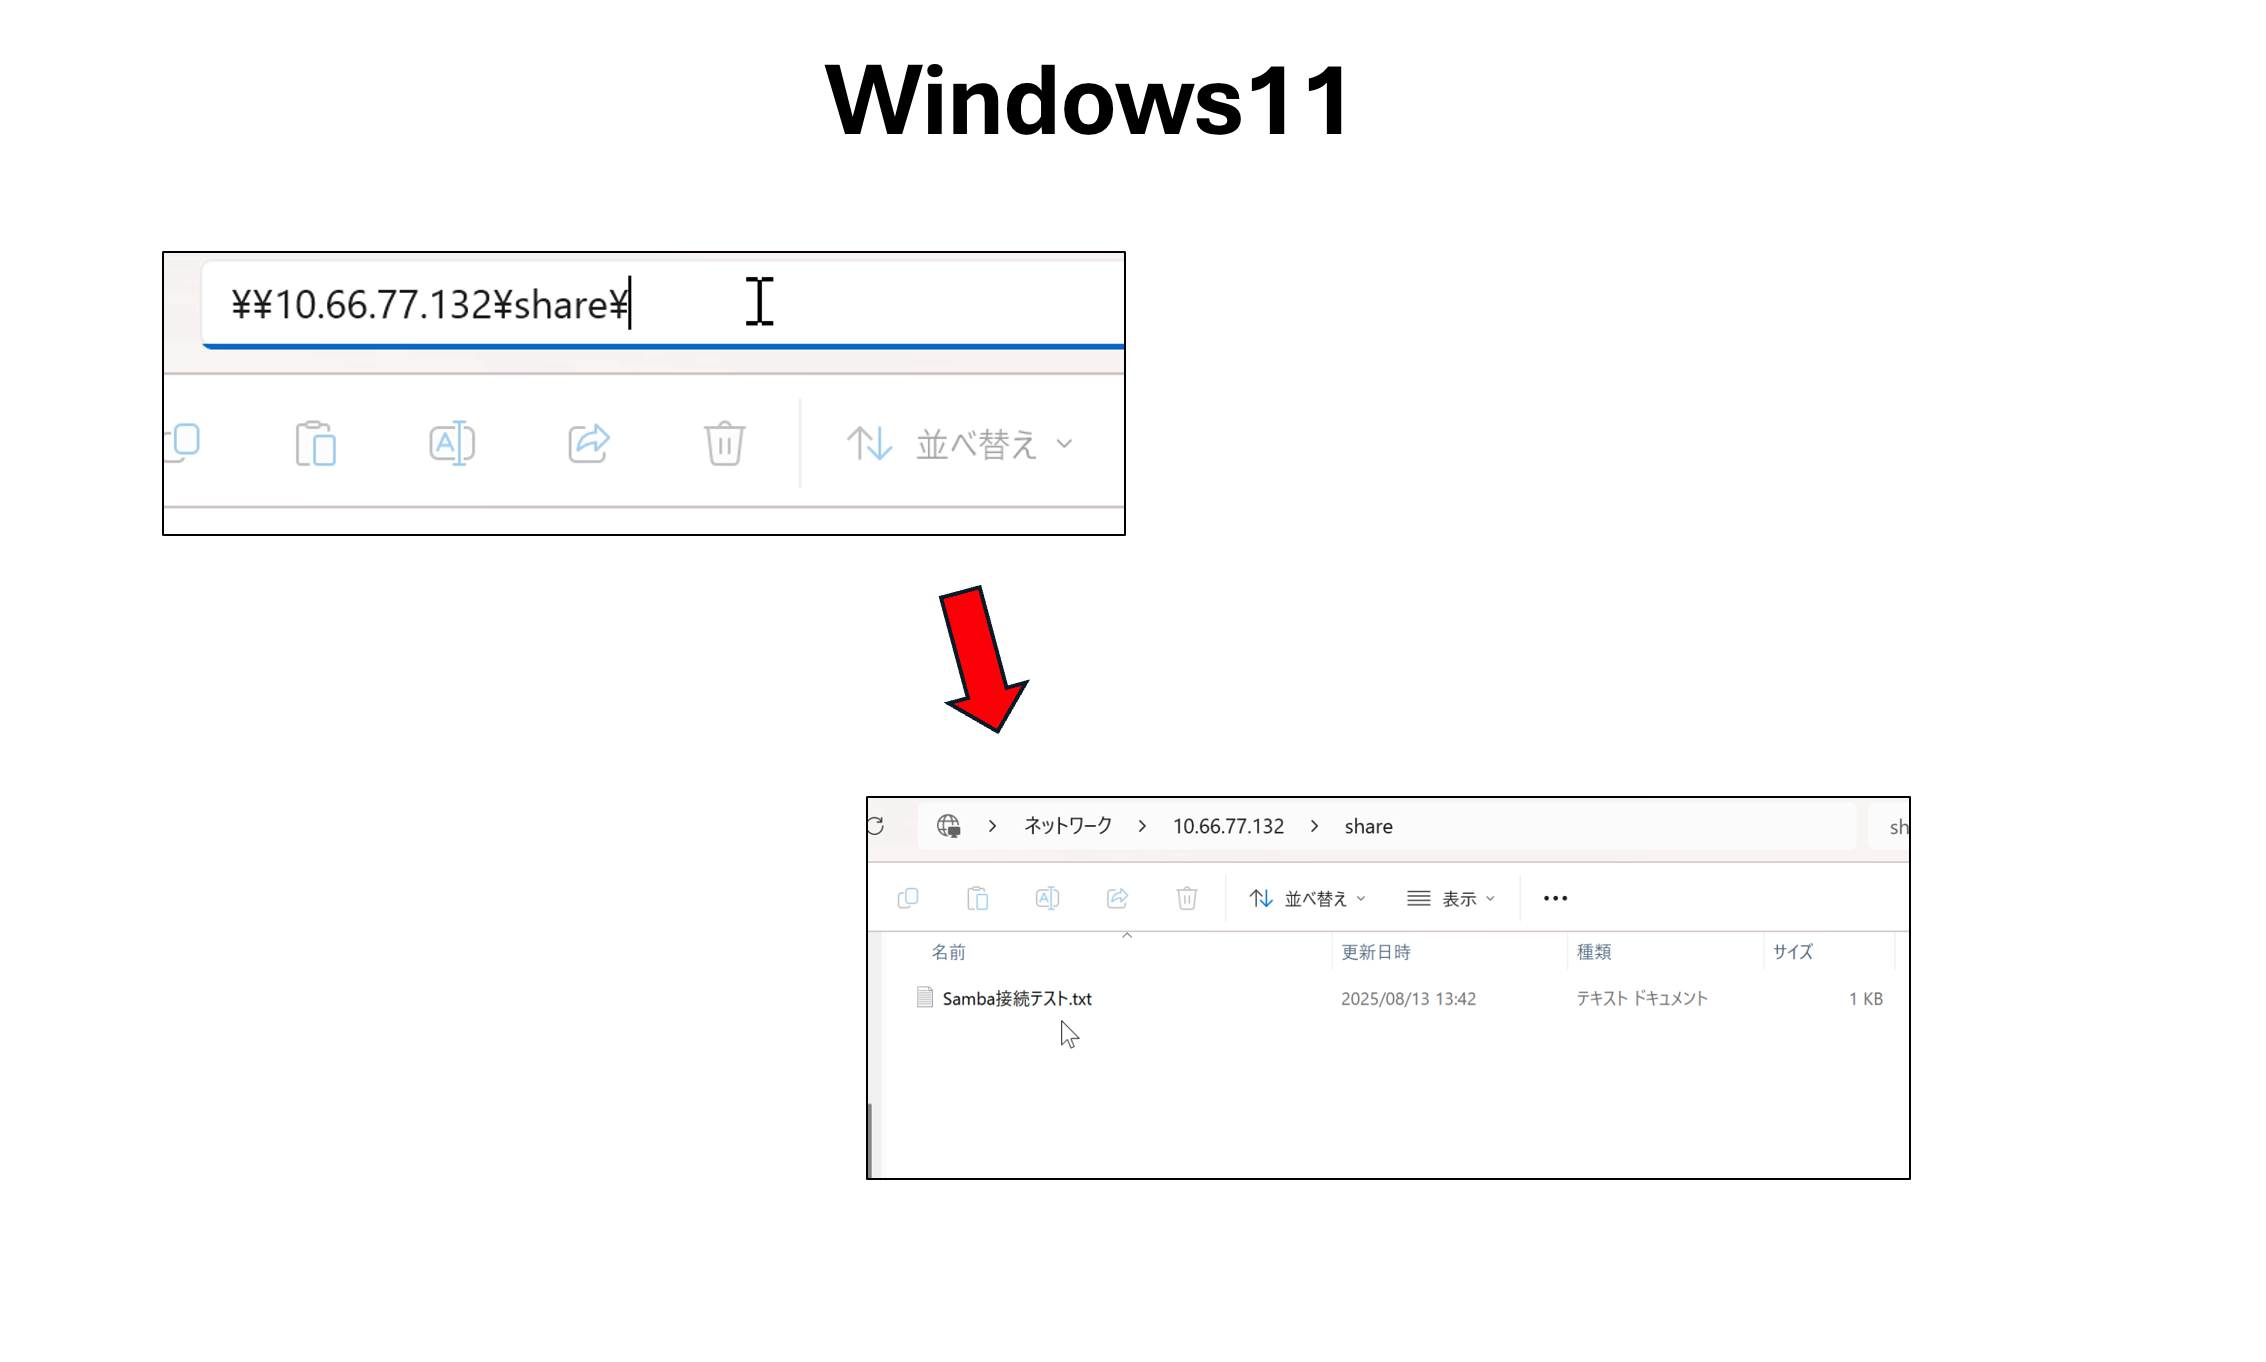 Windows11
¥¥10.66.77.132¥share¥
並べ替え
ネットワーク 10.66.77.132 share sh
並べ替え 表示
名前 更新日時 種類 サイズ
Samba接続テスト.txt 2025/08/13 13:42 テキスト ドキュメント 1 KB